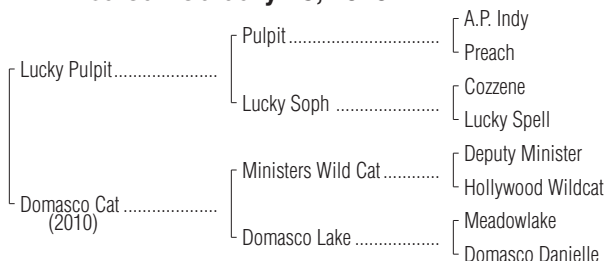 A.P. Indy
Pulpit
Preach
Lucky Pulpit
Cozzene
Lucky Soph
Lucky Spell
Deputy Minister
Ministers Wild Cat
Hollywood Wildcat
Domasco Cat
(2010)
Meadowlake
Domasco Lake
Domasco Danielle